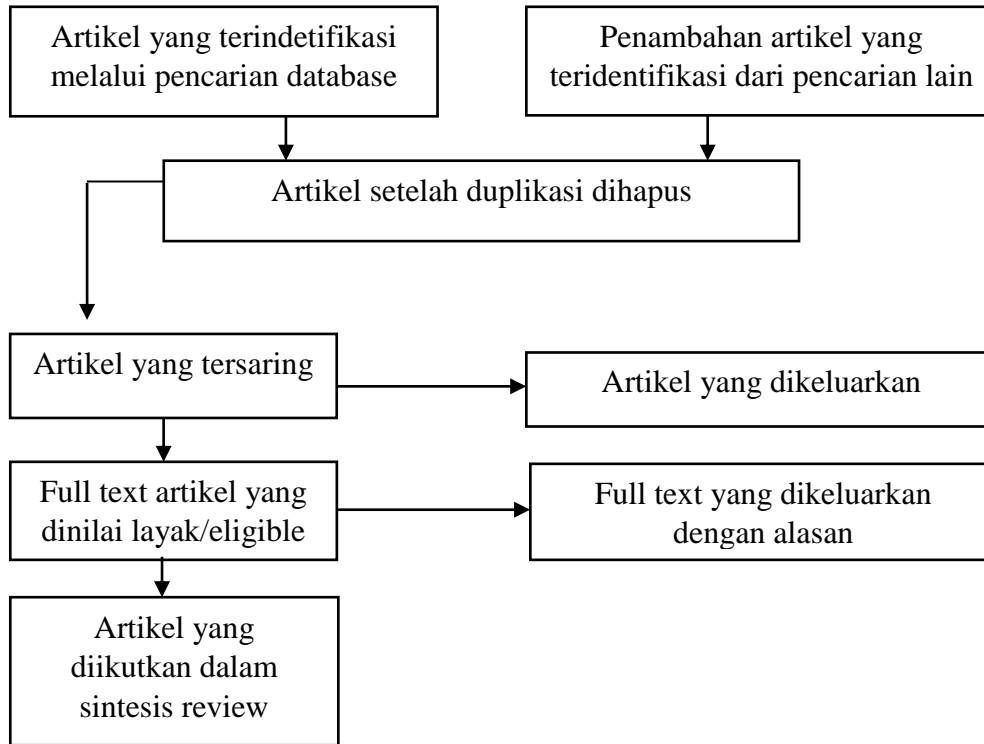 Artikel yang terindetifikasi
melalui pencarian database
Penambahan artikel yang
teridentifikasi dari pencarian lain
Artikel setelah duplikasi dihapus
Artikel yang tersaring
Artikel yang dikeluarkan
Full text artikel yang
dinilai layak/eligible
Full text yang dikeluarkan
dengan alasan
Artikel yang
diikutkan dalam
sintesis review